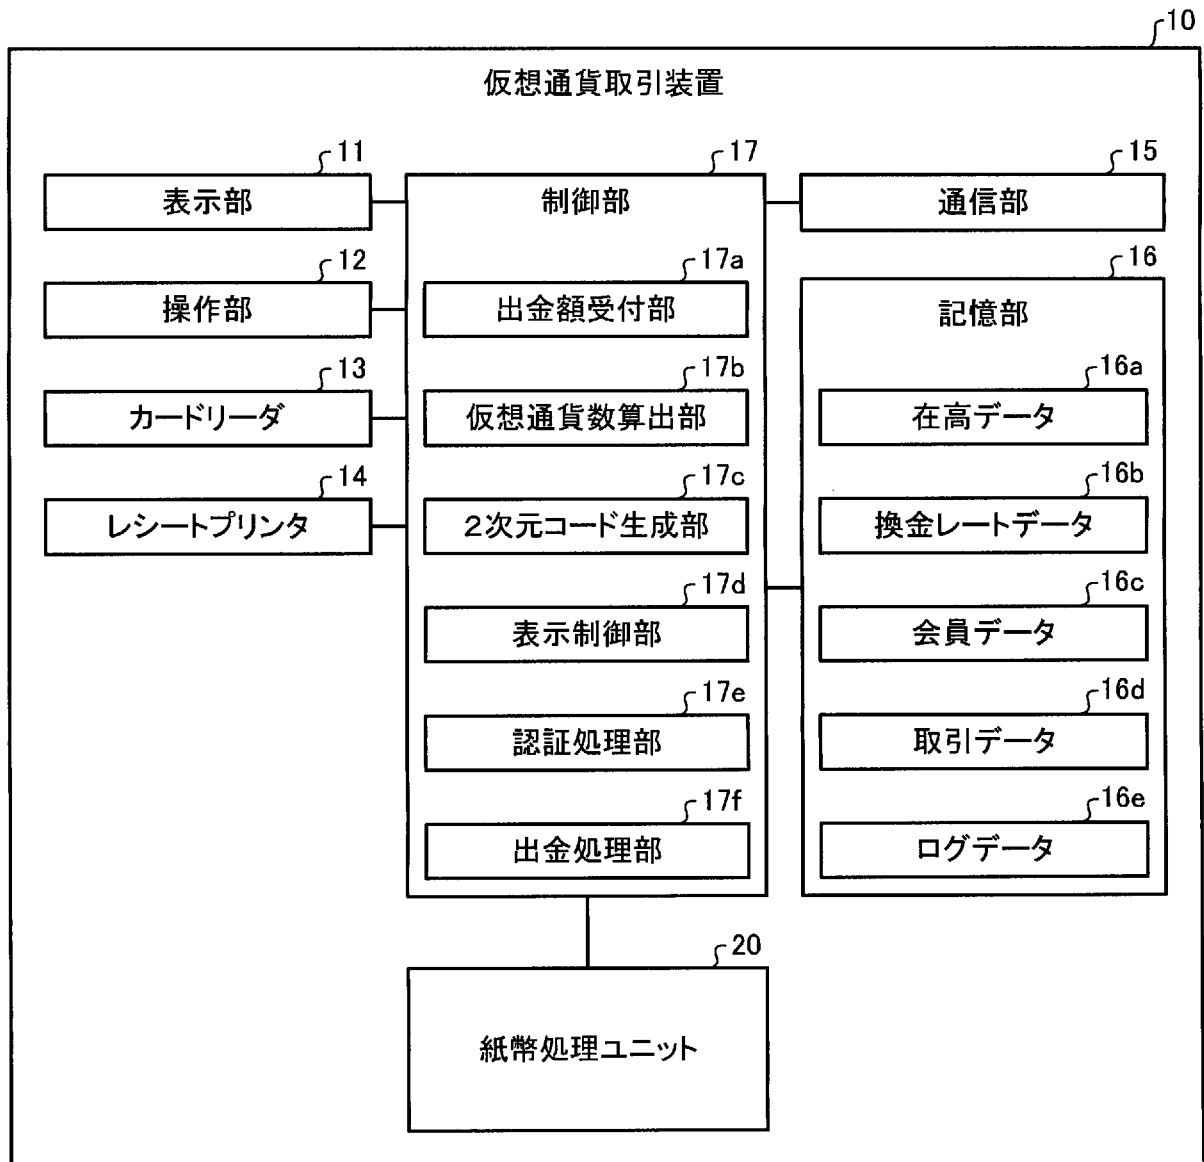 10
仮想通貨取引装置
11
表示部
12
操作部
13
カードリーダ
14
レシートプリンタ
17
制御部
17a
出金額受付部
17b
仮想通貨数算出部
17c
2次元コード生成部
17d
表示制御部
17e
認証処理部
17f
出金処理部
15
通信部
16
記憶部
16a
在高データ
16b
換金レートデータ
16c
会員データ
16d
取引データ
16e
ログデータ
20
紙幣処理ユニット